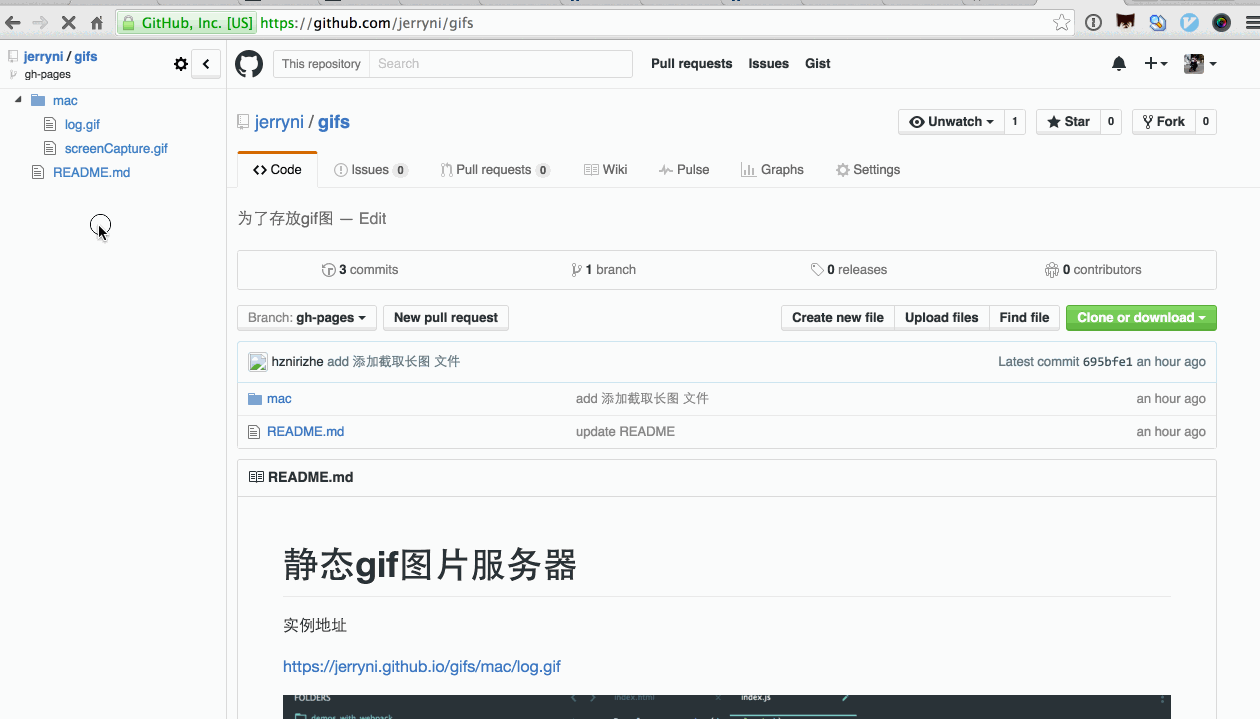 GitHub, Inc. [US] https://github.com/jerryni/gifs
jerryni / gifs
gh-pages
mac
log.gif
screenCapture.gif
README.md
This repository Search Pull requests Issues Gist
jerryni / gifs
Unwatch 1 Star 0 Fork 0
Code Issues 0 Pull requests 0 Wiki Pulse Graphs Settings
为了存放gif图 — Edit
3 commits 1 branch 0 releases 0 contributors
Branch: gh-pages New pull request Create new file Upload files Find file Clone or download
hznirizhe add 添加截取长图 文件 Latest commit 695bfe1 an hour ago
mac add 添加截取长图 文件 an hour ago
README.md update README an hour ago
README.md
静态gif图片服务器
实例地址
https://jerryni.github.io/gifs/mac/log.gif
FOLDERS index.html index.js
demos_with_webpack